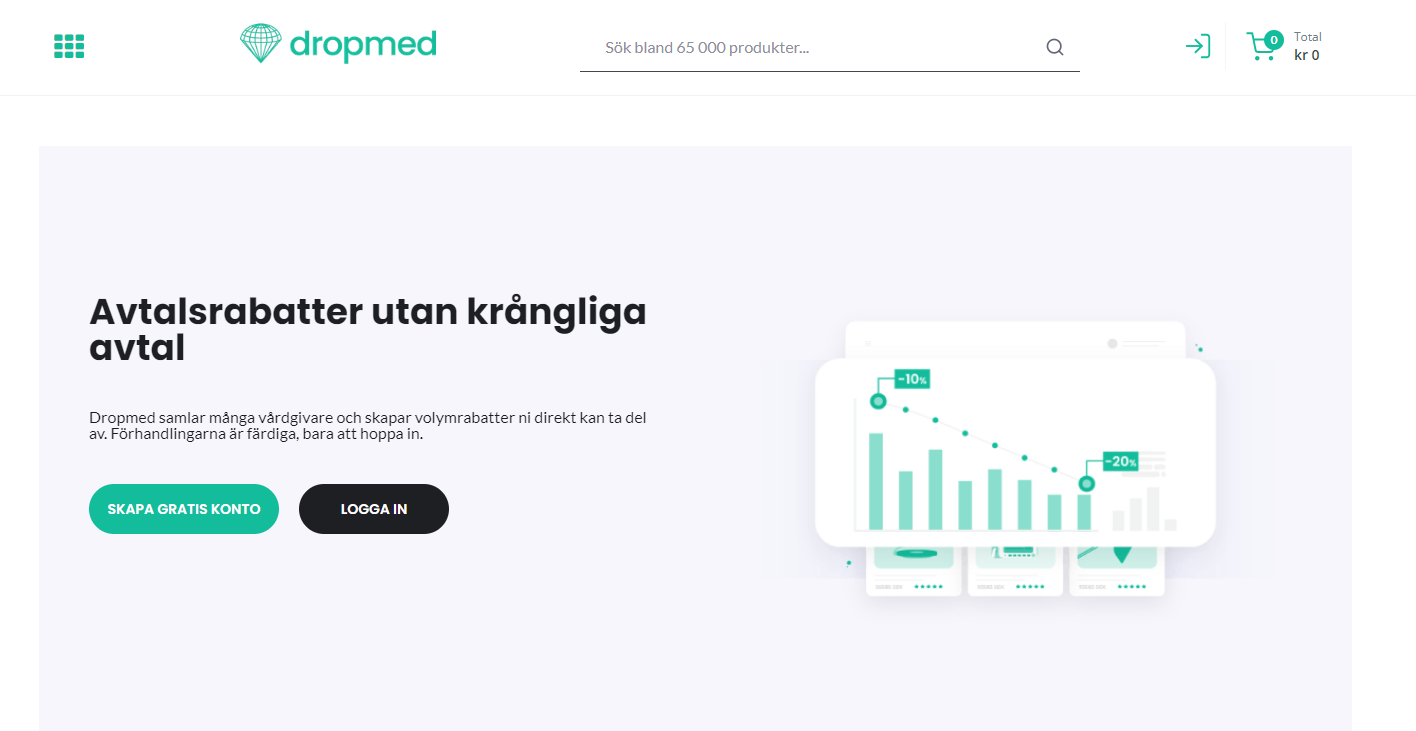 dropmed
Sök bland 65 000 produkter...
0
Total
kr 0
Avtalsrabatter utan krångliga
avtal
Dropmed samlar många vårdgivare och skapar volymrabatter ni direkt kan ta del
av. Förhandlingarna är färdiga, bara att hoppa in.
SKAPA GRATIS KONTO
LOGGA IN
-10%
-20%